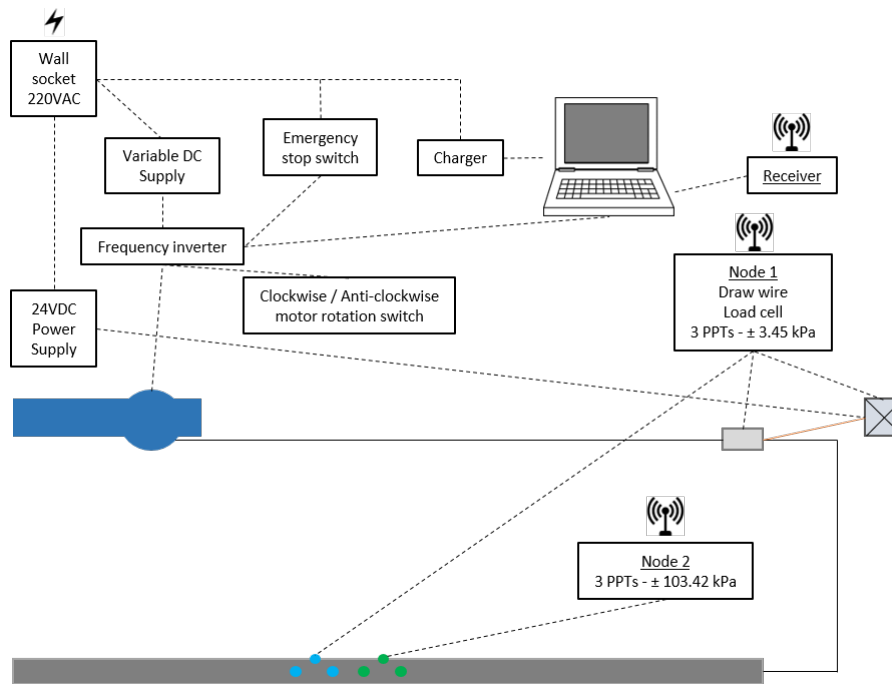 Wall
socket
220VAC
Variable DC
Supply
Emergency
stop switch
Charger
Receiver
Frequency inverter
Clockwise / Anti-clockwise
motor rotation switch
24VDC
Power
Supply
Node 1
Draw wire
Load cell
3 PPTs - ± 3.45 kPa
Node 2
3 PPTs - ± 103.42 kPa